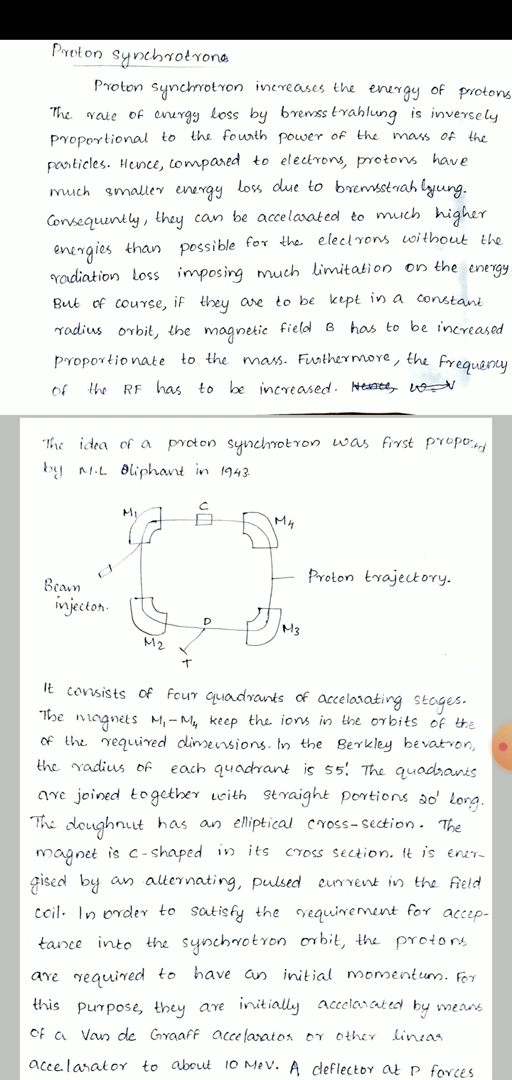 Proton synchrotrons
Proton synchrotron increases the energy of protons.
The rate of energy loss by bremsstrahlung is inversely
proportional to the fourth power of the mass of the
particles. Hence, compared to electrons, protons have
much smaller energy loss due to bremsstrahlyung.
Consequently, they can be accelarated to much higher
energies than possible for the electrons without the
radiation loss imposing much limitation on the energy.
But of course, if they are to be kept in a constant
radius orbit, the magnetic field B has to be increased
proportionate to the mass. Furthermore, the frequency
of the RF has to be increased. Hence,
The idea of a proton synchrotron was first proposed
by M.L Oliphant in 1943.
M1
C
M4
Proton trajectory.
Beam
injector.
M2
D
M3
T
It consists of four quadrants of accelarating stages.
The magnets M1-M4 keep the ions in the orbits of the
of the required dimensions. In the Berkley bevatron,
the radius of each quadrant is 55'. The quadrants
are joined together with straight portions 20' long.
The doughnut has an elliptical cross-section. The
magnet is c-shaped in its cross section. It is ener-
gised by an alternating, pulsed current in the field
coil. In order to satisfy the requirement for accep-
tance into the synchrotron orbit, the protons
are required to have an initial momentum. For
this purpose, they are initially accelarated by means
of a Van de Graaff accelarator or other linear
accelarator to about 10 MeV. A deflector at P forces